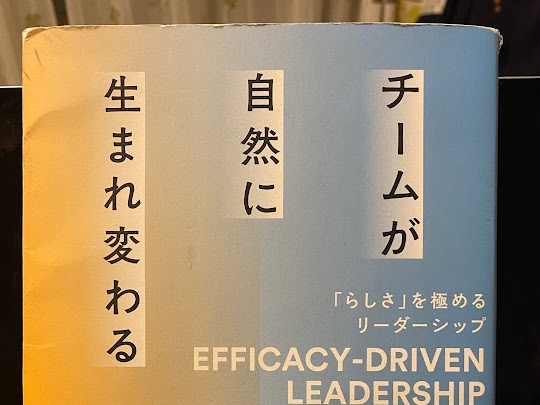 チームが
自然に
生まれ変わる
「らしさ」を極める
リーダーシップ
EFFICACY-DRIVEN
LEADERSHIP